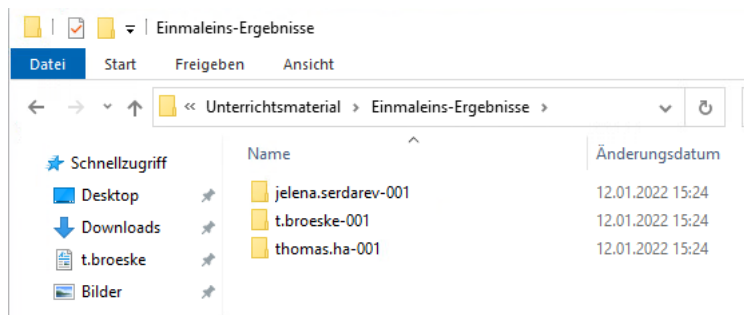 Einmaleins-Ergebnisse
Datei Start Freigeben Ansicht
« Unterrichtsmaterial › Einmaleins-Ergebnisse ›
Schnellzugriff
Desktop
Downloads
t.broeske
Bilder
Name Änderungsdatum
jelena.serdarev-001 12.01.2022 15:24
t.broeske-001 12.01.2022 15:24
thomas.ha-001 12.01.2022 15:24